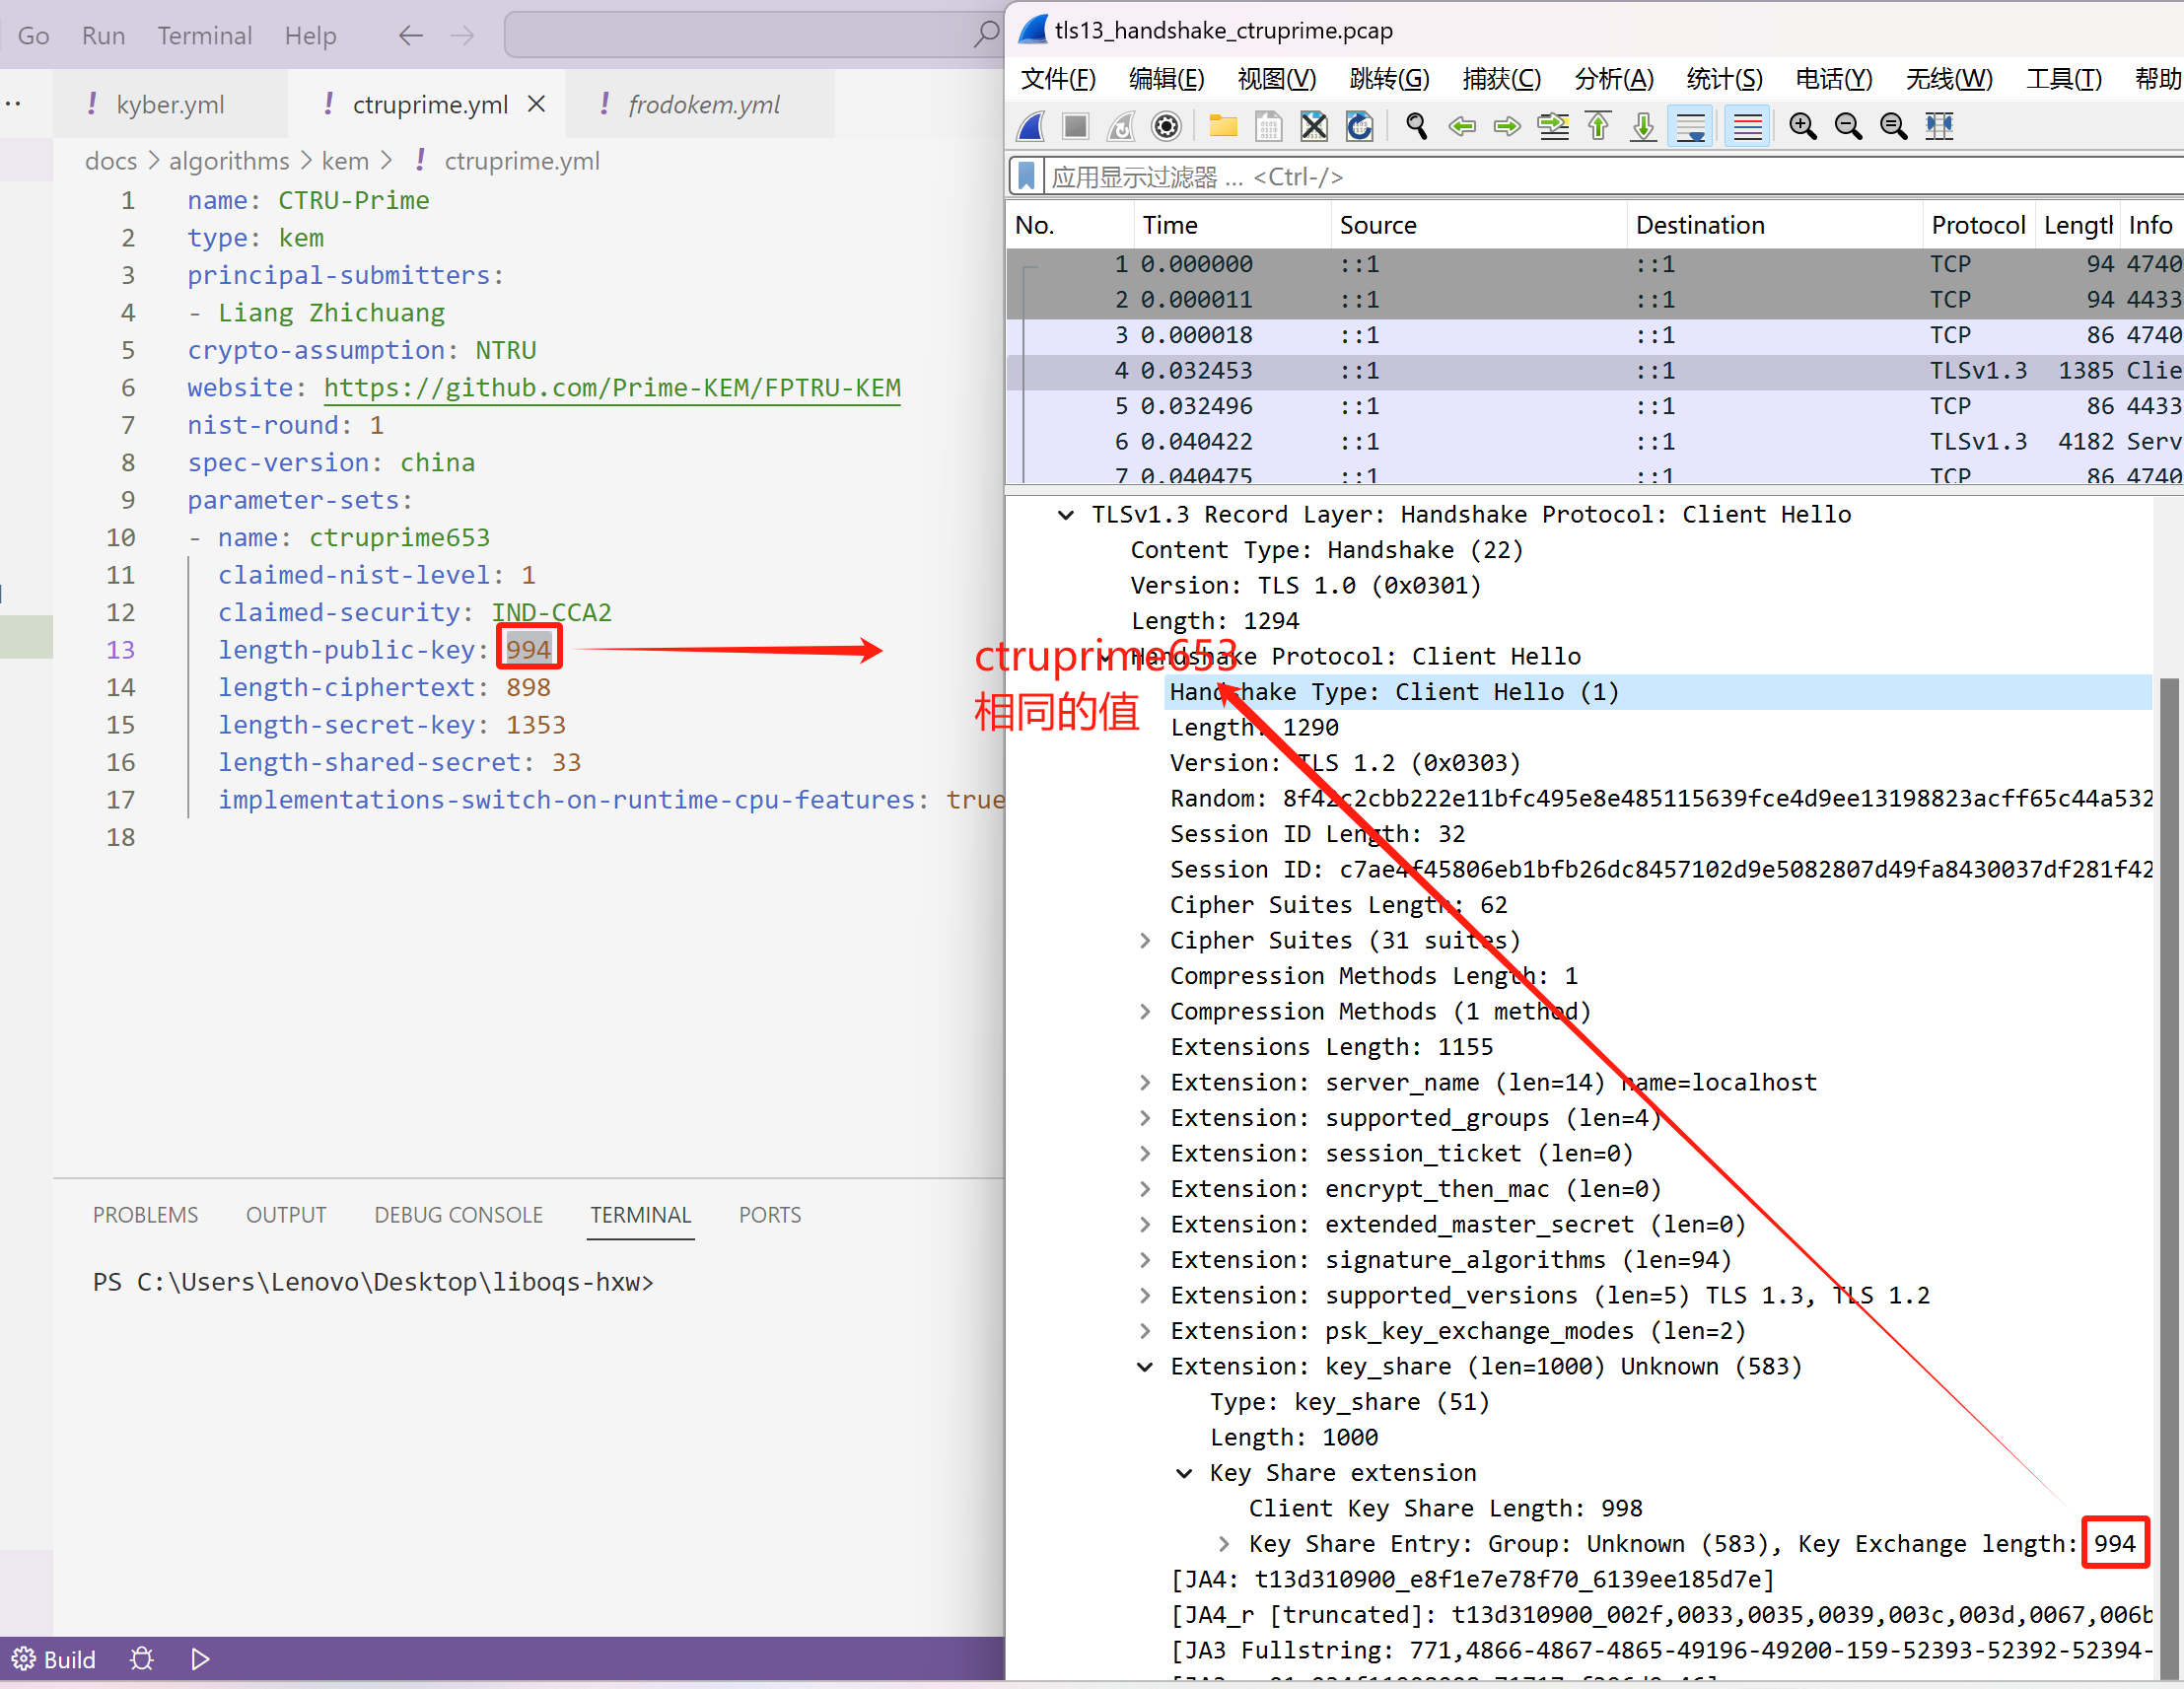 Go Run Terminal Help
kyber.yml
ctruprime.yml
frodokem.yml
docs > algorithms > kem > ! ctruprime.yml
1 name: CTRU-Prime
2 type: kem
3 principal-submitters:
4 - Liang Zhichuang
5 crypto-assumption: NTRU
6 website: https://github.com/Prime-KEM/FPTRU-KEM
7 nist-round: 1
8 spec-version: china
9 parameter-sets:
10 - name: ctruprime653
11 claimed-nist-level: 1
12 claimed-security: IND-CCA2
13 length-public-key: 994
14 length-ciphertext: 898
15 length-secret-key: 1353
16 length-shared-secret: 33
17 implementations-switch-on-runtime-cpu-features: true
18
PROBLEMS OUTPUT DEBUG CONSOLE TERMINAL PORTS
PS C:\Users\Lenovo\Desktop\liboqs-hxw>
Build
tls13_handshake_ctruprime.pcap
文件(F) 编辑(E) 视图(V) 跳转(G) 捕获(C) 分析(A) 统计(S) 电话(Y) 无线(W) 工具(T) 帮助
应用显示过滤器 … <Ctrl-/>
No. Time Source Destination Protocol Lengtl Info
1 0.000000 ::1 ::1 TCP 94 4740
2 0.000011 ::1 ::1 TCP 94 4433
3 0.000018 ::1 ::1 TCP 86 4740
4 0.032453 ::1 ::1 TLSv1.3 1385 Clie
5 0.032496 ::1 ::1 TCP 86 4433
6 0.040422 ::1 ::1 TLSv1.3 4182 Serv
7 0.040475 ::1 ::1 TCP 86 4740
TLSv1.3 Record Layer: Handshake Protocol: Client Hello
Content Type: Handshake (22)
Version: TLS 1.0 (0x0301)
Length: 1294
ctruprime653
相同的值
Handshake Protocol: Client Hello
Handshake Type: Client Hello (1)
Length: 1290
Version: TLS 1.2 (0x0303)
Random: 8f42c2cbb222e11bfc495e8e485115639fce4d9ee13198823acff65c44a532
Session ID Length: 32
Session ID: c7ae4f45806eb1bfb26dc8457102d9e5082807d49fa8430037df281f42
Cipher Suites Length: 62
Cipher Suites (31 suites)
Compression Methods Length: 1
Compression Methods (1 method)
Extensions Length: 1155
Extension: server_name (len=14) name=localhost
Extension: supported_groups (len=4)
Extension: session_ticket (len=0)
Extension: encrypt_then_mac (len=0)
Extension: extended_master_secret (len=0)
Extension: signature_algorithms (len=94)
Extension: supported_versions (len=5) TLS 1.3, TLS 1.2
Extension: psk_key_exchange_modes (len=2)
Extension: key_share (len=1000) Unknown (583)
Type: key_share (51)
Length: 1000
Key Share extension
Client Key Share Length: 998
Key Share Entry: Group: Unknown (583), Key Exchange length: 994
[JA4: t13d310900_e8f1e7e78f70_6139ee185d7e]
[JA4_r [truncated]: t13d310900_002f,0033,0035,0039,003c,003d,0067,006b
[JA3 Fullstring: 771,4866-4867-4865-49196-49200-159-52393-52392-52394-